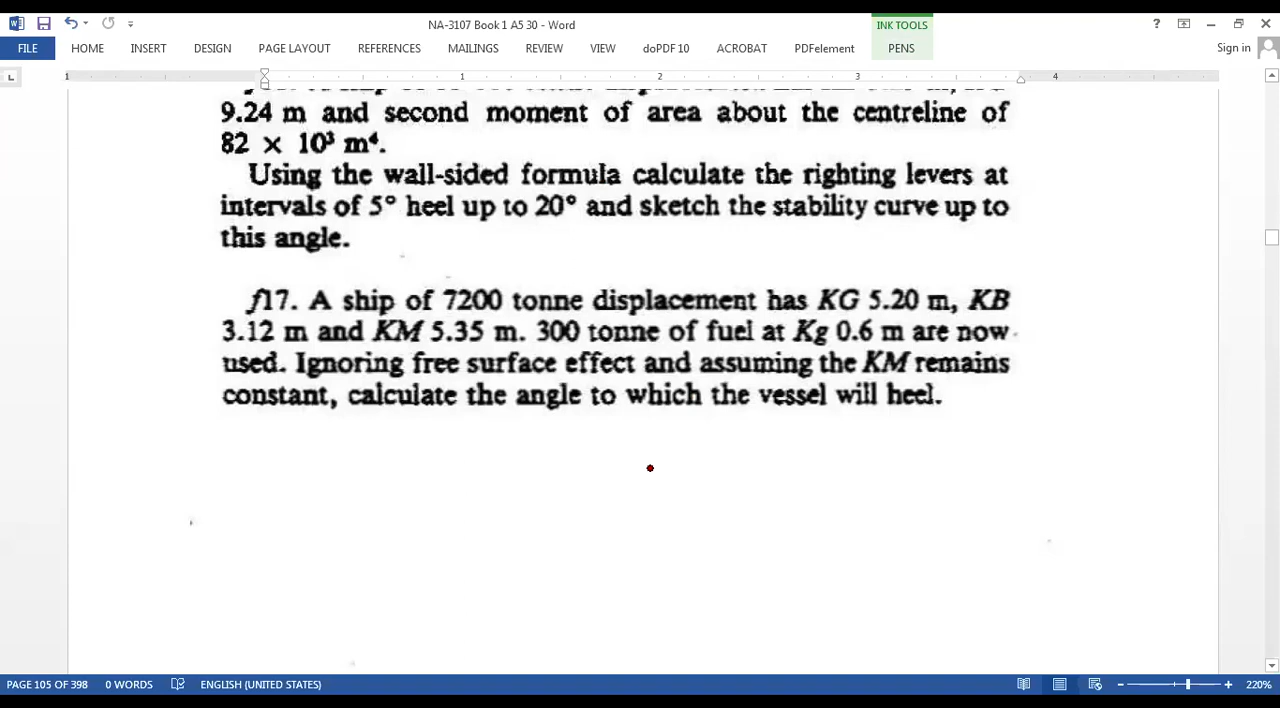 NA-3107 Book 1 A5 30 - Word
INK TOOLS
?
FILE HOME INSERT DESIGN PAGE LAYOUT REFERENCES MAILINGS REVIEW VIEW doPDF 10 ACROBAT PDFelement PENS Sign in
1 1 2 3 4
9.24 m and second moment of area about the centreline of
82 × 10³ m⁴.
Using the wall-sided formula calculate the righting levers at
intervals of 5° heel up to 20° and sketch the stability curve up to
this angle.
f17. A ship of 7200 tonne displacement has KG 5.20 m, KB
3.12 m and KM 5.35 m. 300 tonne of fuel at Kg 0.6 m are now
used. Ignoring free surface effect and assuming the KM remains
constant, calculate the angle to which the vessel will heel.
PAGE 105 OF 398 0 WORDS ENGLISH (UNITED STATES) 220%